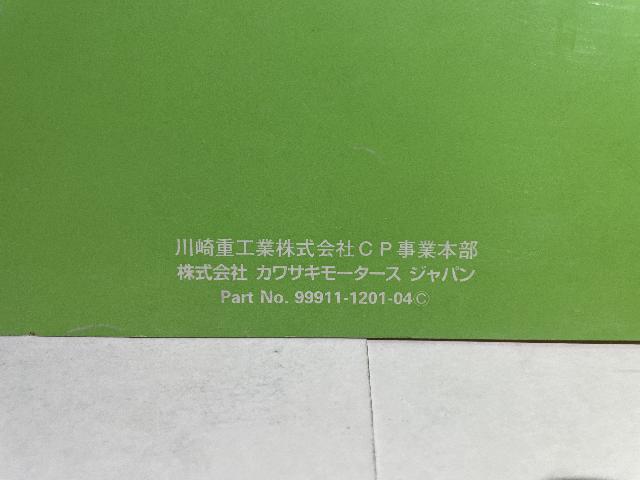 川崎重工業株式会社ＣＰ事業本部
株式会社 カワサキモータース ジャパン
Part No. 99911-1201-04Ⓒ